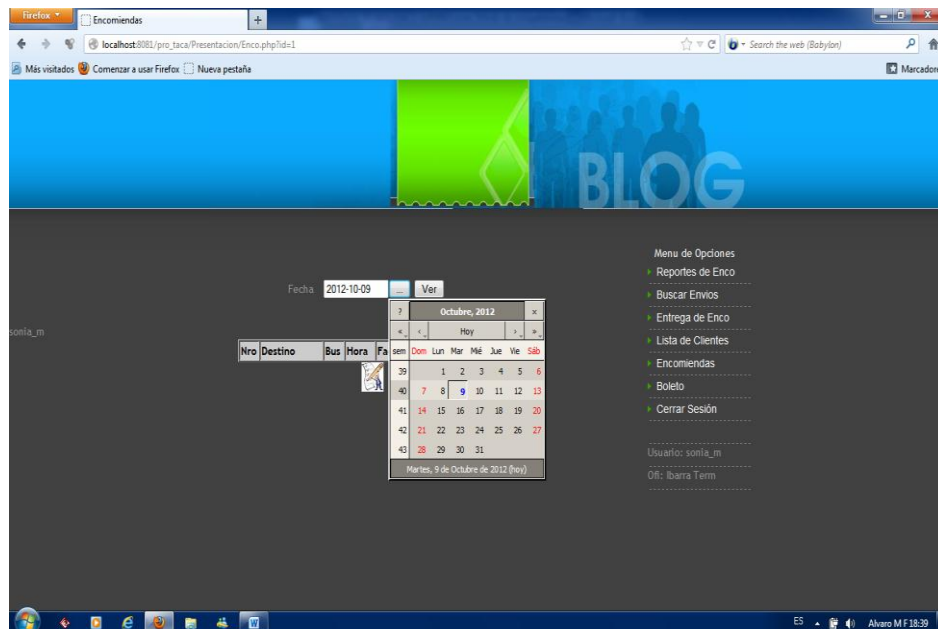 Firefox
Encomiendas
+
localhost:8081/pro_taca/Presentacion/Enco.php?id=1
Search the web (Babylon)
Más visitados Comenzar a usar Firefox Nueva pestaña
Marcadore
BLOG
Menu de Opciones
Reportes de Enco
Buscar Envios
Entrega de Enco
Lista de Clientes
Encomiendas
Boleto
Cerrar Sesión
Usuario: sonia_m
Ofi: Ibarra Term
Fecha 2012-10-09 ... Ver
sonia_m
Nro Destino Bus Hora Fa
? Octubre, 2012 x
« ‹ Hoy › »
sem Dom Lun Mar Mié Jue Vie Sáb
39 1 2 3 4 5 6
40 7 8 9 10 11 12 13
41 14 15 16 17 18 19 20
42 21 22 23 24 25 26 27
43 28 29 30 31
Martes, 9 de Octubre de 2012 (hoy)
ES Alvaro M F 18:39